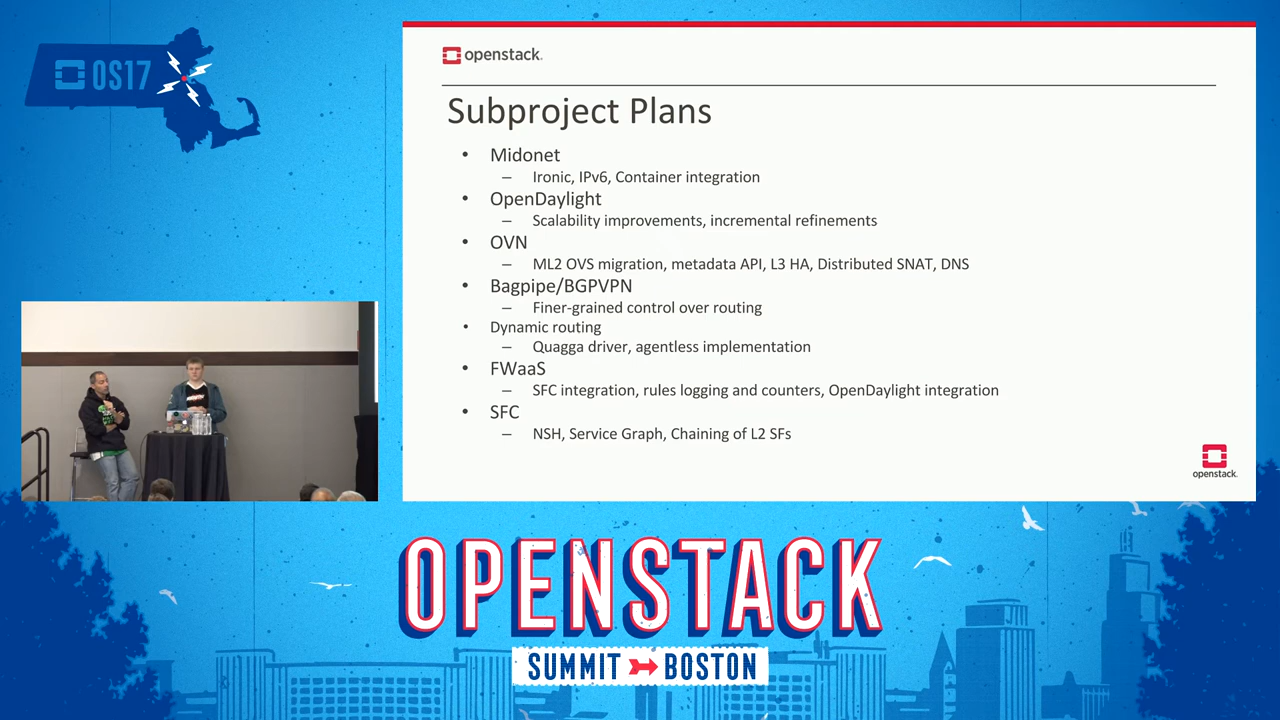 OS17
openstack.
Subproject Plans
• Midonet
– Ironic, IPv6, Container integration
• OpenDaylight
– Scalability improvements, incremental refinements
• OVN
– ML2 OVS migration, metadata API, L3 HA, Distributed SNAT, DNS
• Bagpipe/BGPVPN
– Finer-grained control over routing
• Dynamic routing
– Quagga driver, agentless implementation
• FWaaS
– SFC integration, rules logging and counters, OpenDaylight integration
• SFC
– NSH, Service Graph, Chaining of L2 SFs
openstack.
OPENSTACK
SUMMIT BOSTON